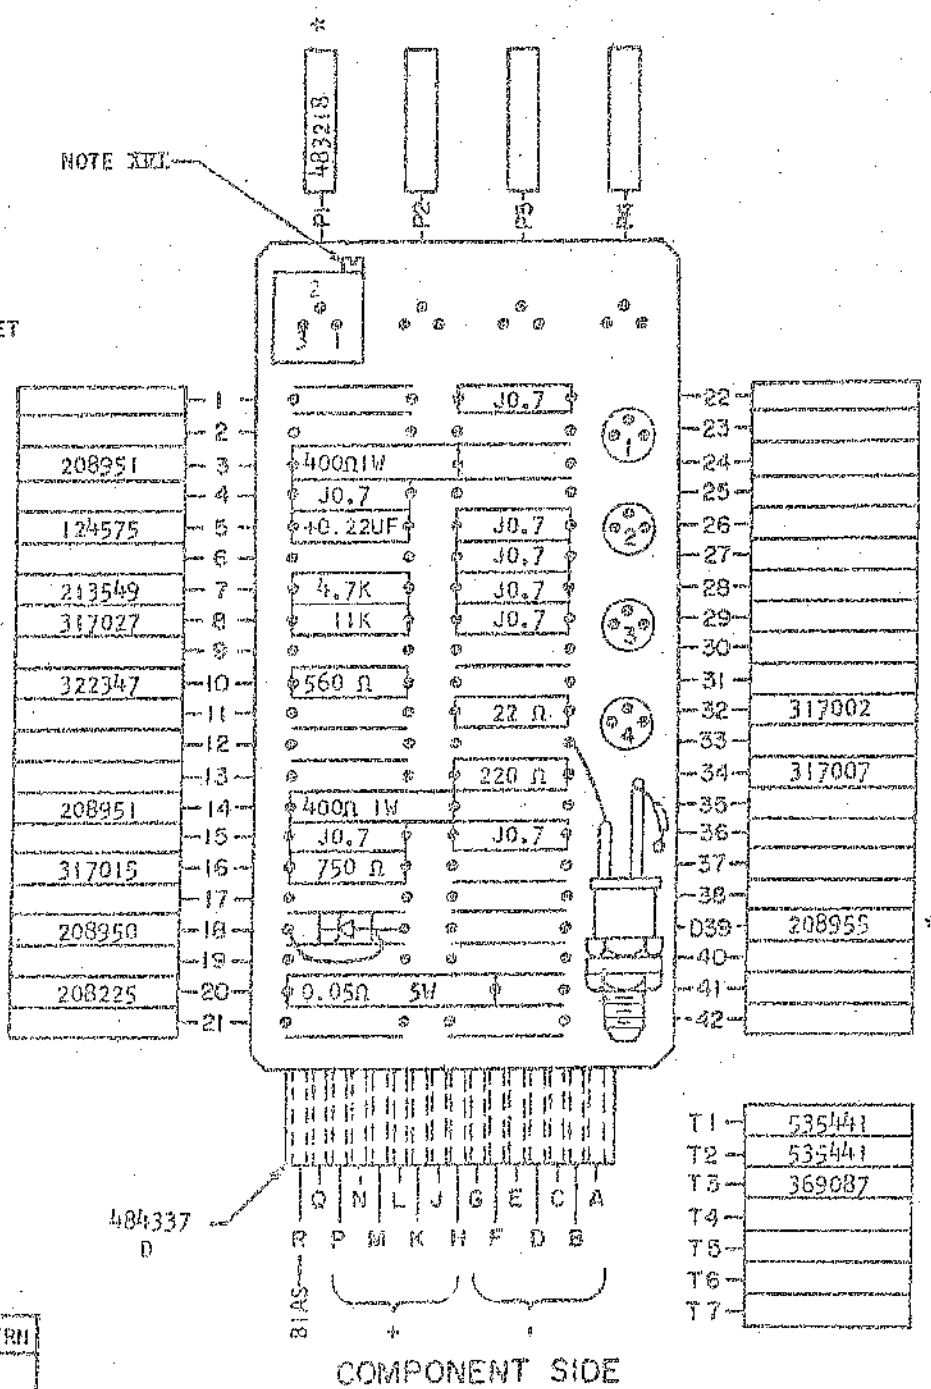 *
483218
NOTE XVI
P1 P2 P3 P4
2
3 1
ET
1 J0.7 22
2 23
1
208951 3 400Ω1W 24
4 J0.7 25
124575 5 +0.22UF J0.7 26
2
6 J0.7 27
213549 7 4.7K J0.7 28
317027 8 11K J0.7 29
3
9 30
322347 10 560 Ω 31
11 22 Ω 32 317002
4
12 33
13 220 Ω 34 317007
208951 14 400Ω 1W 35
15 J0.7 J0.7 36
317015 16 750 Ω 37
17 38
208950 18 D39 208955 *
19 40
208225 20 0.05Ω 5W 41
21 42
T1 535441
T2 535441
T3 369087
T4
T5
T6
T7
Q N L J G E C A
R P M K H F D B
484337
D
BIAS
+ -
TRN
COMPONENT SIDE